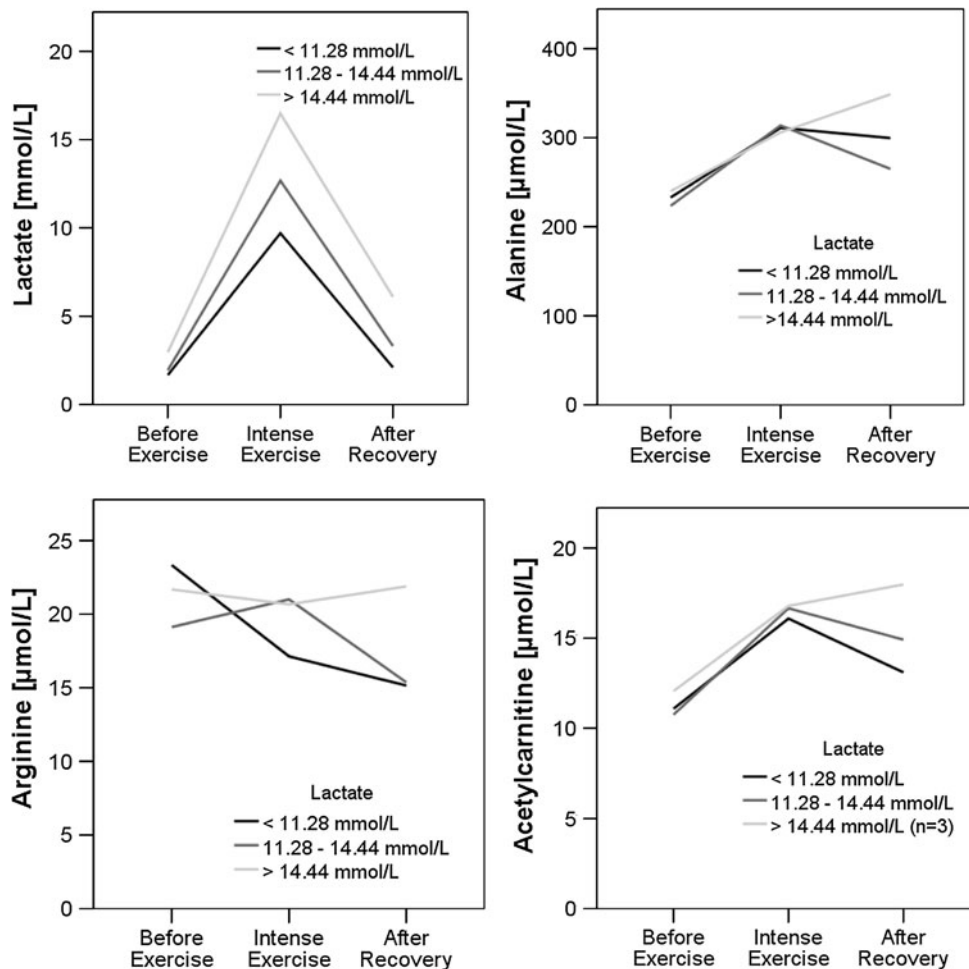 Lactate [mmol/L]
20
15
10
5
0
< 11.28 mmol/L
11.28 - 14.44 mmol/L
> 14.44 mmol/L
Before
Exercise
Intense
Exercise
After
Recovery
Alanine [µmol/L]
400
300
200
100
0
Lactate
< 11.28 mmol/L
11.28 - 14.44 mmol/L
>14.44 mmol/L
Before
Exercise
Intense
Exercise
After
Recovery
Arginine [µmol/L]
25
20
15
10
5
0
Lactate
< 11.28 mmol/L
11.28 - 14.44 mmol/L
> 14.44 mmol/L
Before
Exercise
Intense
Exercise
After
Recovery
Acetylcarnitine [µmol/L]
20
15
10
5
0
Lactate
< 11.28 mmol/L
11.28 - 14.44 mmol/L
> 14.44 mmol/L (n=3)
Before
Exercise
Intense
Exercise
After
Recovery